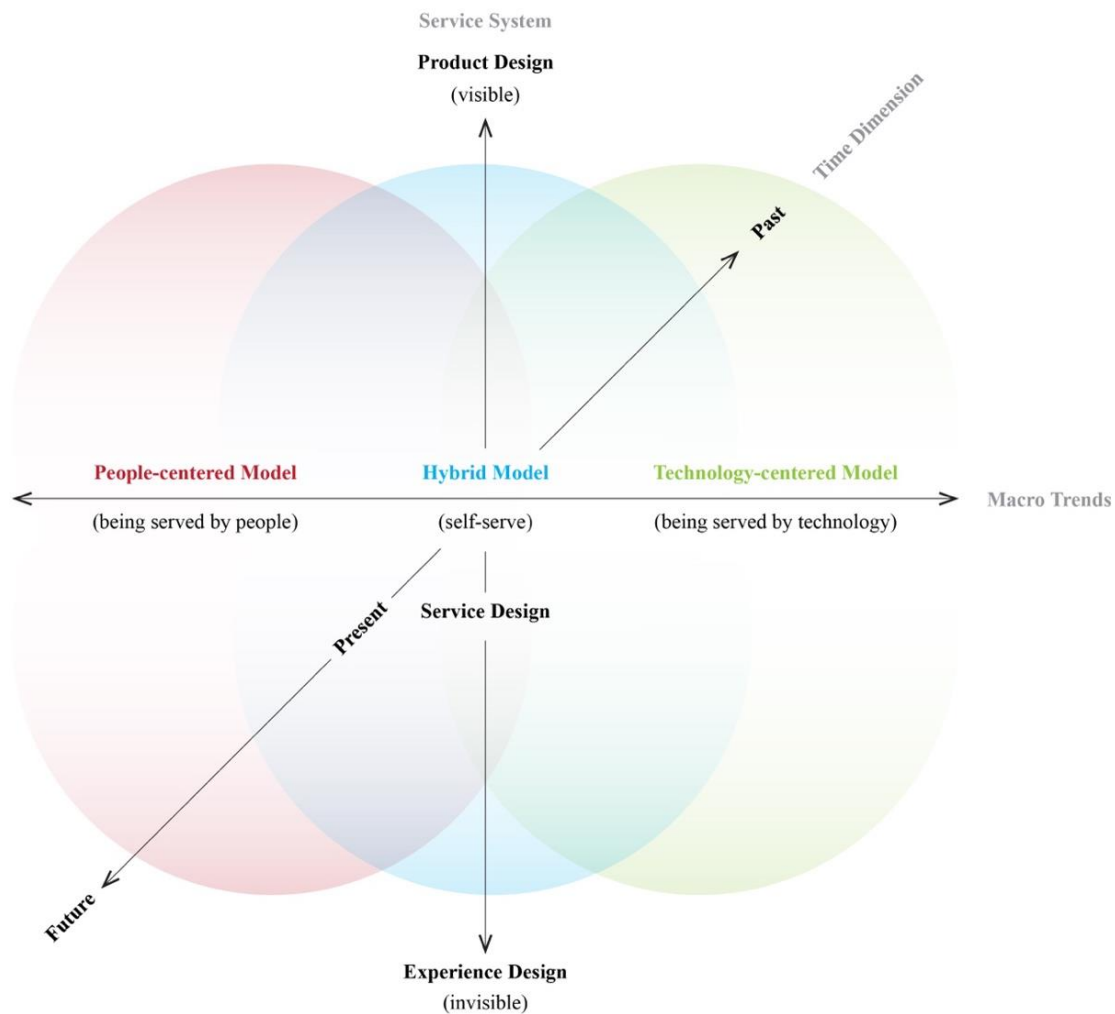 Service System
Product Design
(visible)
Time Dimension
Past
People-centered Model
Hybrid Model
Technology-centered Model
Macro Trends
(being served by people)
(self-serve)
(being served by technology)
Present
Service Design
Future
Experience Design
(invisible)